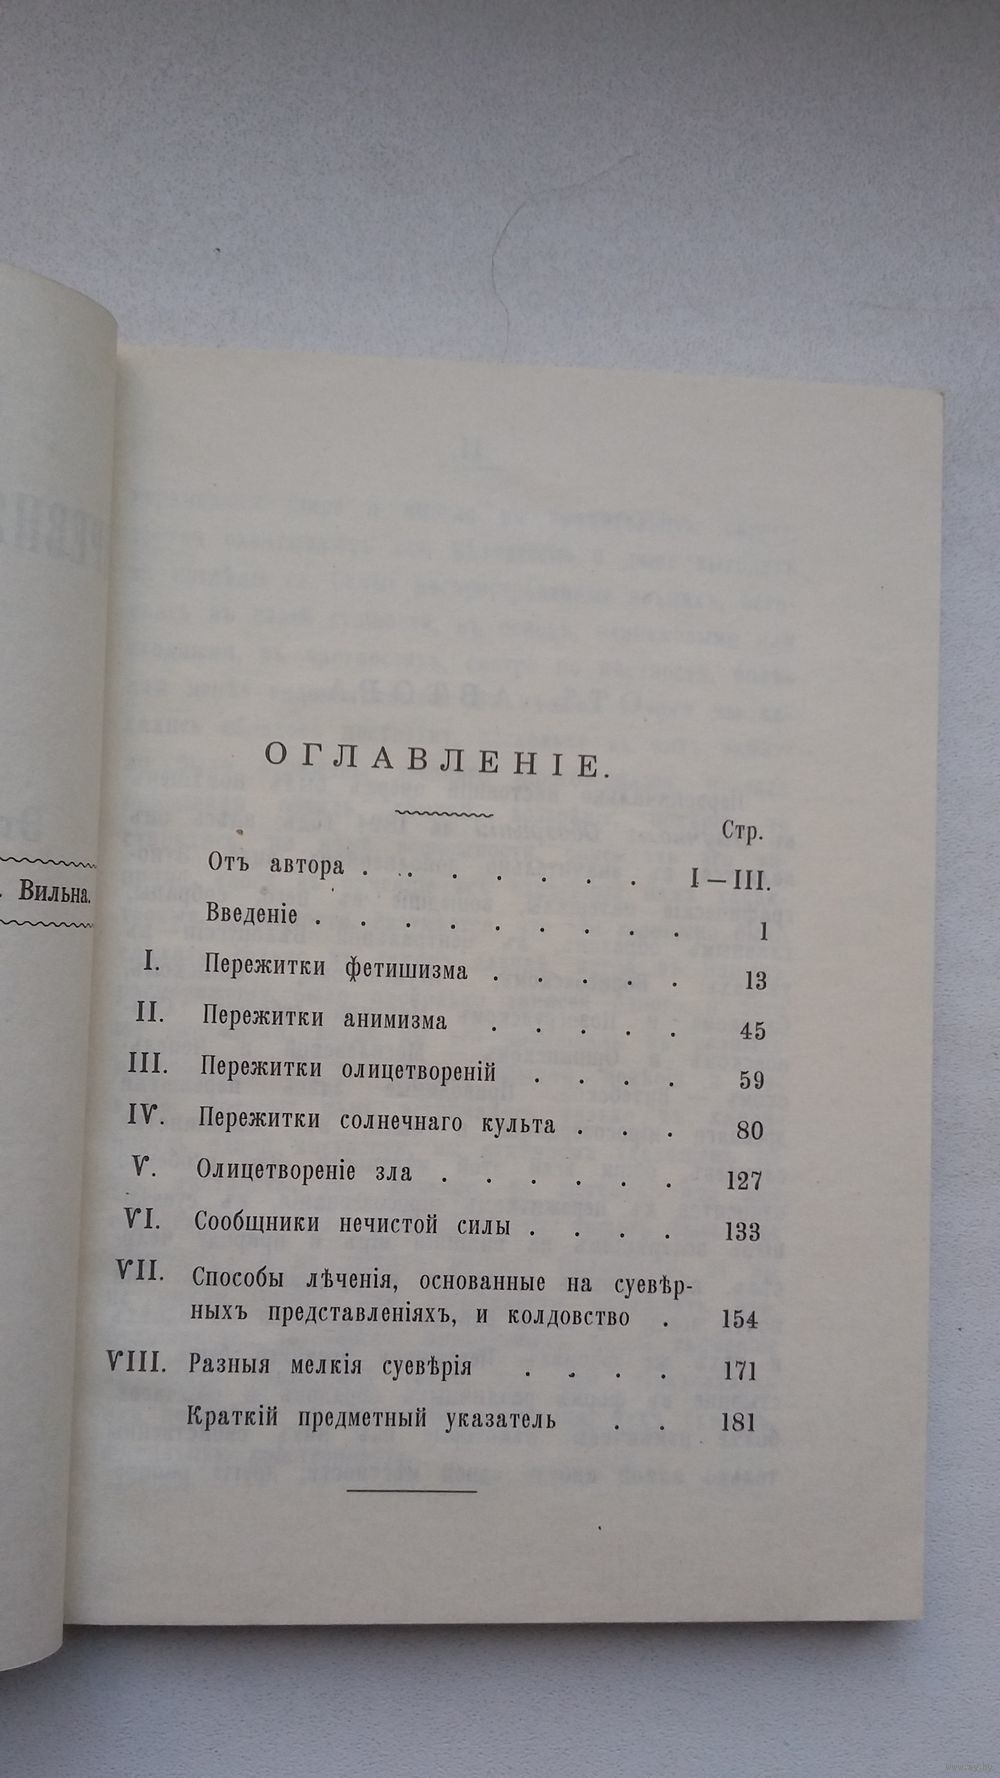 Вильна.
ОГЛАВЛЕНІЕ.
Стр.
Отъ автора . . . . . . . I—III.
Введеніе . . . . . . . . . 1
I. Пережитки фетишизма . . . . . 13
II. Пережитки анимизма . . . . . 45
III. Пережитки олицетвореній . . . . 59
IV. Пережитки солнечнаго культа . . . 80
V. Олицетвореніе зла . . . . . . 127
VI. Сообщники нечистой силы . . . . 133
VII. Способы лѣченія, основанные на суевѣр-
ныхъ представленіяхъ, и колдовство . 154
VIII. Разныя мелкія суевѣрія . . . . 171
Краткій предметный указатель . . 181